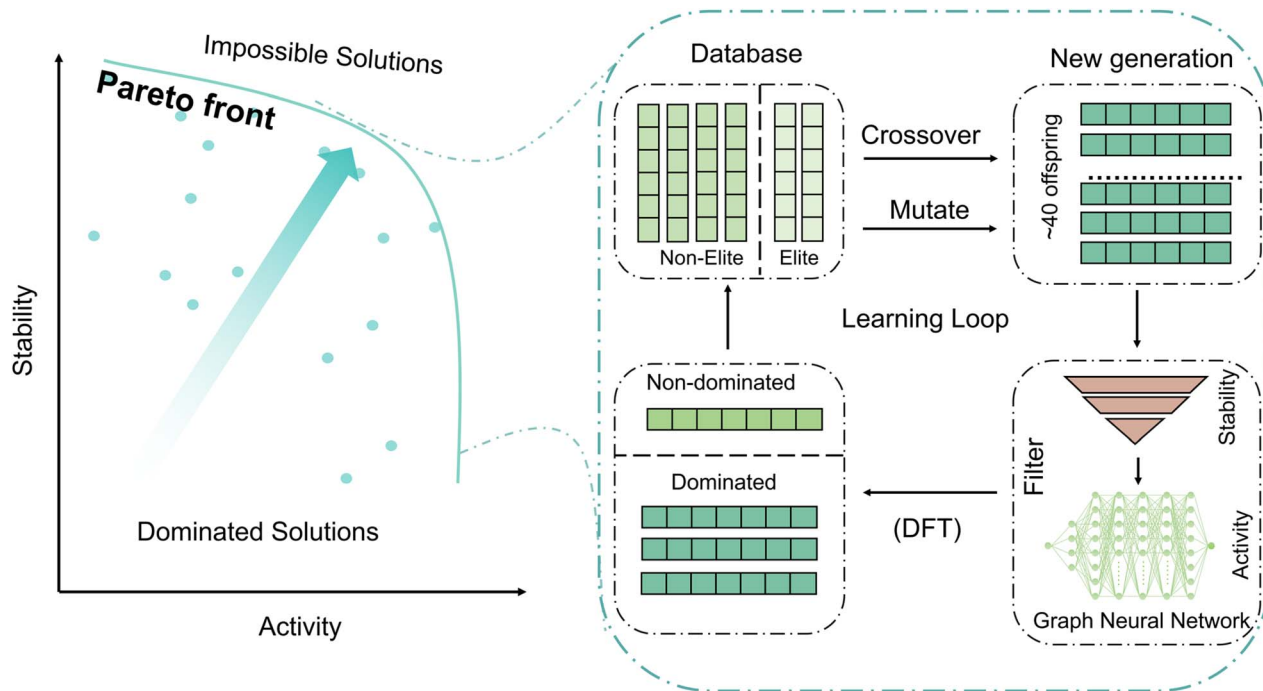 Impossible Solutions
Pareto front
Stability
Dominated Solutions
Activity
Database
Non-Elite
Elite
Crossover
Mutate
New generation
~40 offspring
Learning Loop
Non-dominated
Dominated
(DFT)
Filter
Stability
Activity
Graph Neural Network